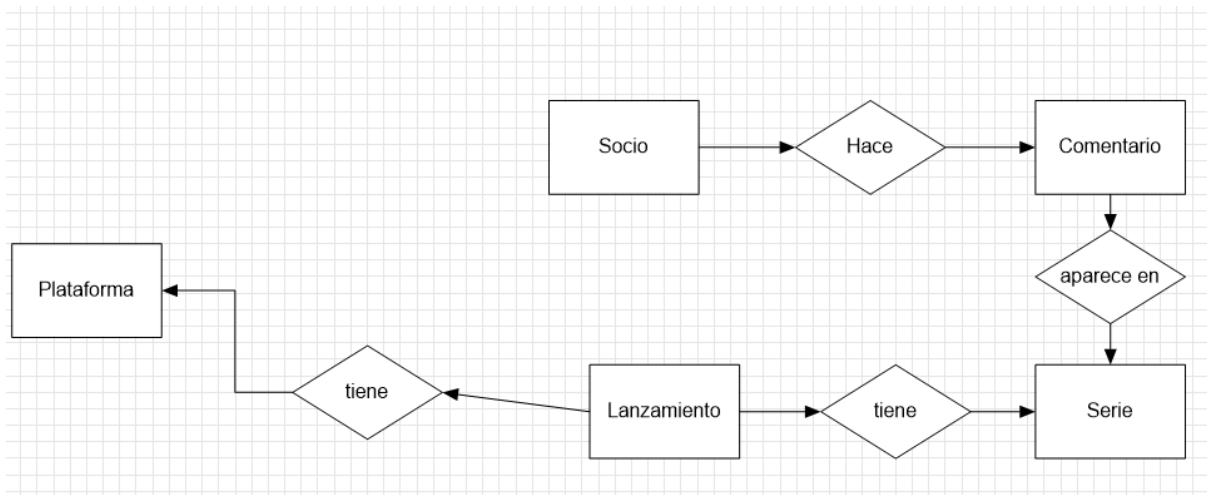 Socio
Hace
Comentario
aparece en
Plataforma
tiene
Lanzamiento
tiene
Serie